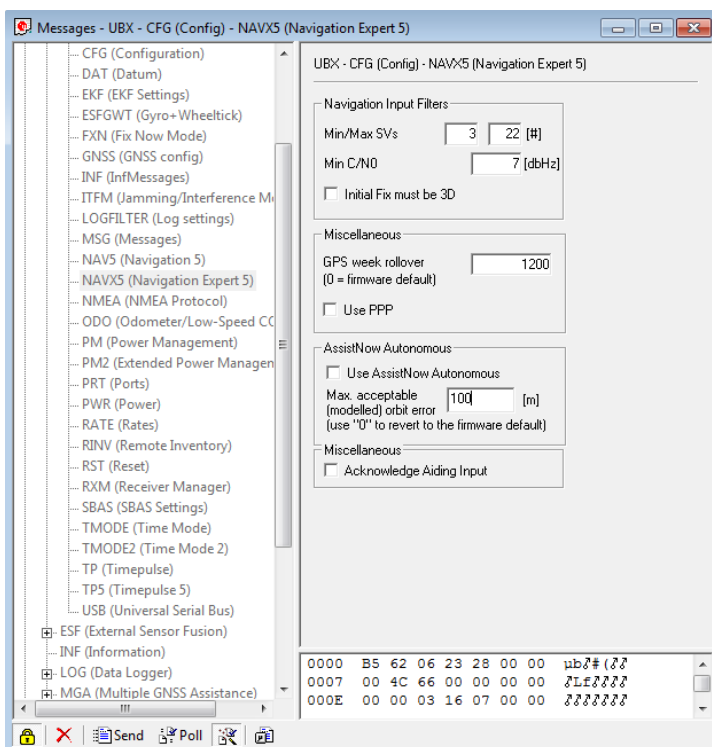 Messages - UBX - CFG (Config) - NAVX5 (Navigation Expert 5)
CFG (Configuration)
DAT (Datum)
EKF (EKF Settings)
ESFGWT (Gyro+Wheeltick)
FXN (Fix Now Mode)
GNSS (GNSS config)
INF (InfMessages)
ITFM (Jamming/Interference M
LOGFILTER (Log settings)
MSG (Messages)
NAV5 (Navigation 5)
NAVX5 (Navigation Expert 5)
NMEA (NMEA Protocol)
ODO (Odometer/Low-Speed CO
PM (Power Management)
PM2 (Extended Power Managen
PRT (Ports)
PWR (Power)
RATE (Rates)
RINV (Remote Inventory)
RST (Reset)
RXM (Receiver Manager)
SBAS (SBAS Settings)
TMODE (Time Mode)
TMODE2 (Time Mode 2)
TP (Timepulse)
TP5 (Timepulse 5)
USB (Universal Serial Bus)
ESF (External Sensor Fusion)
INF (Information)
LOG (Data Logger)
MGA (Multiple GNSS Assistance)
UBX - CFG (Config) - NAVX5 (Navigation Expert 5)
Navigation Input Filters
Min/Max SVs 3 22 [#]
Min C/N0 7 [dbHz]
Initial Fix must be 3D
Miscellaneous
GPS week rollover 1200
(0 = firmware default)
Use PPP
AssistNow Autonomous
Use AssistNow Autonomous
Max. acceptable
(modelled) orbit error 100 [m]
(use "0" to revert to the firmware default)
Miscellaneous
Acknowledge Aiding Input
0000 B5 62 06 23 28 00 00
0007 00 4C 66 00 00 00 00
000E 00 00 03 16 07 00 00
Send Poll